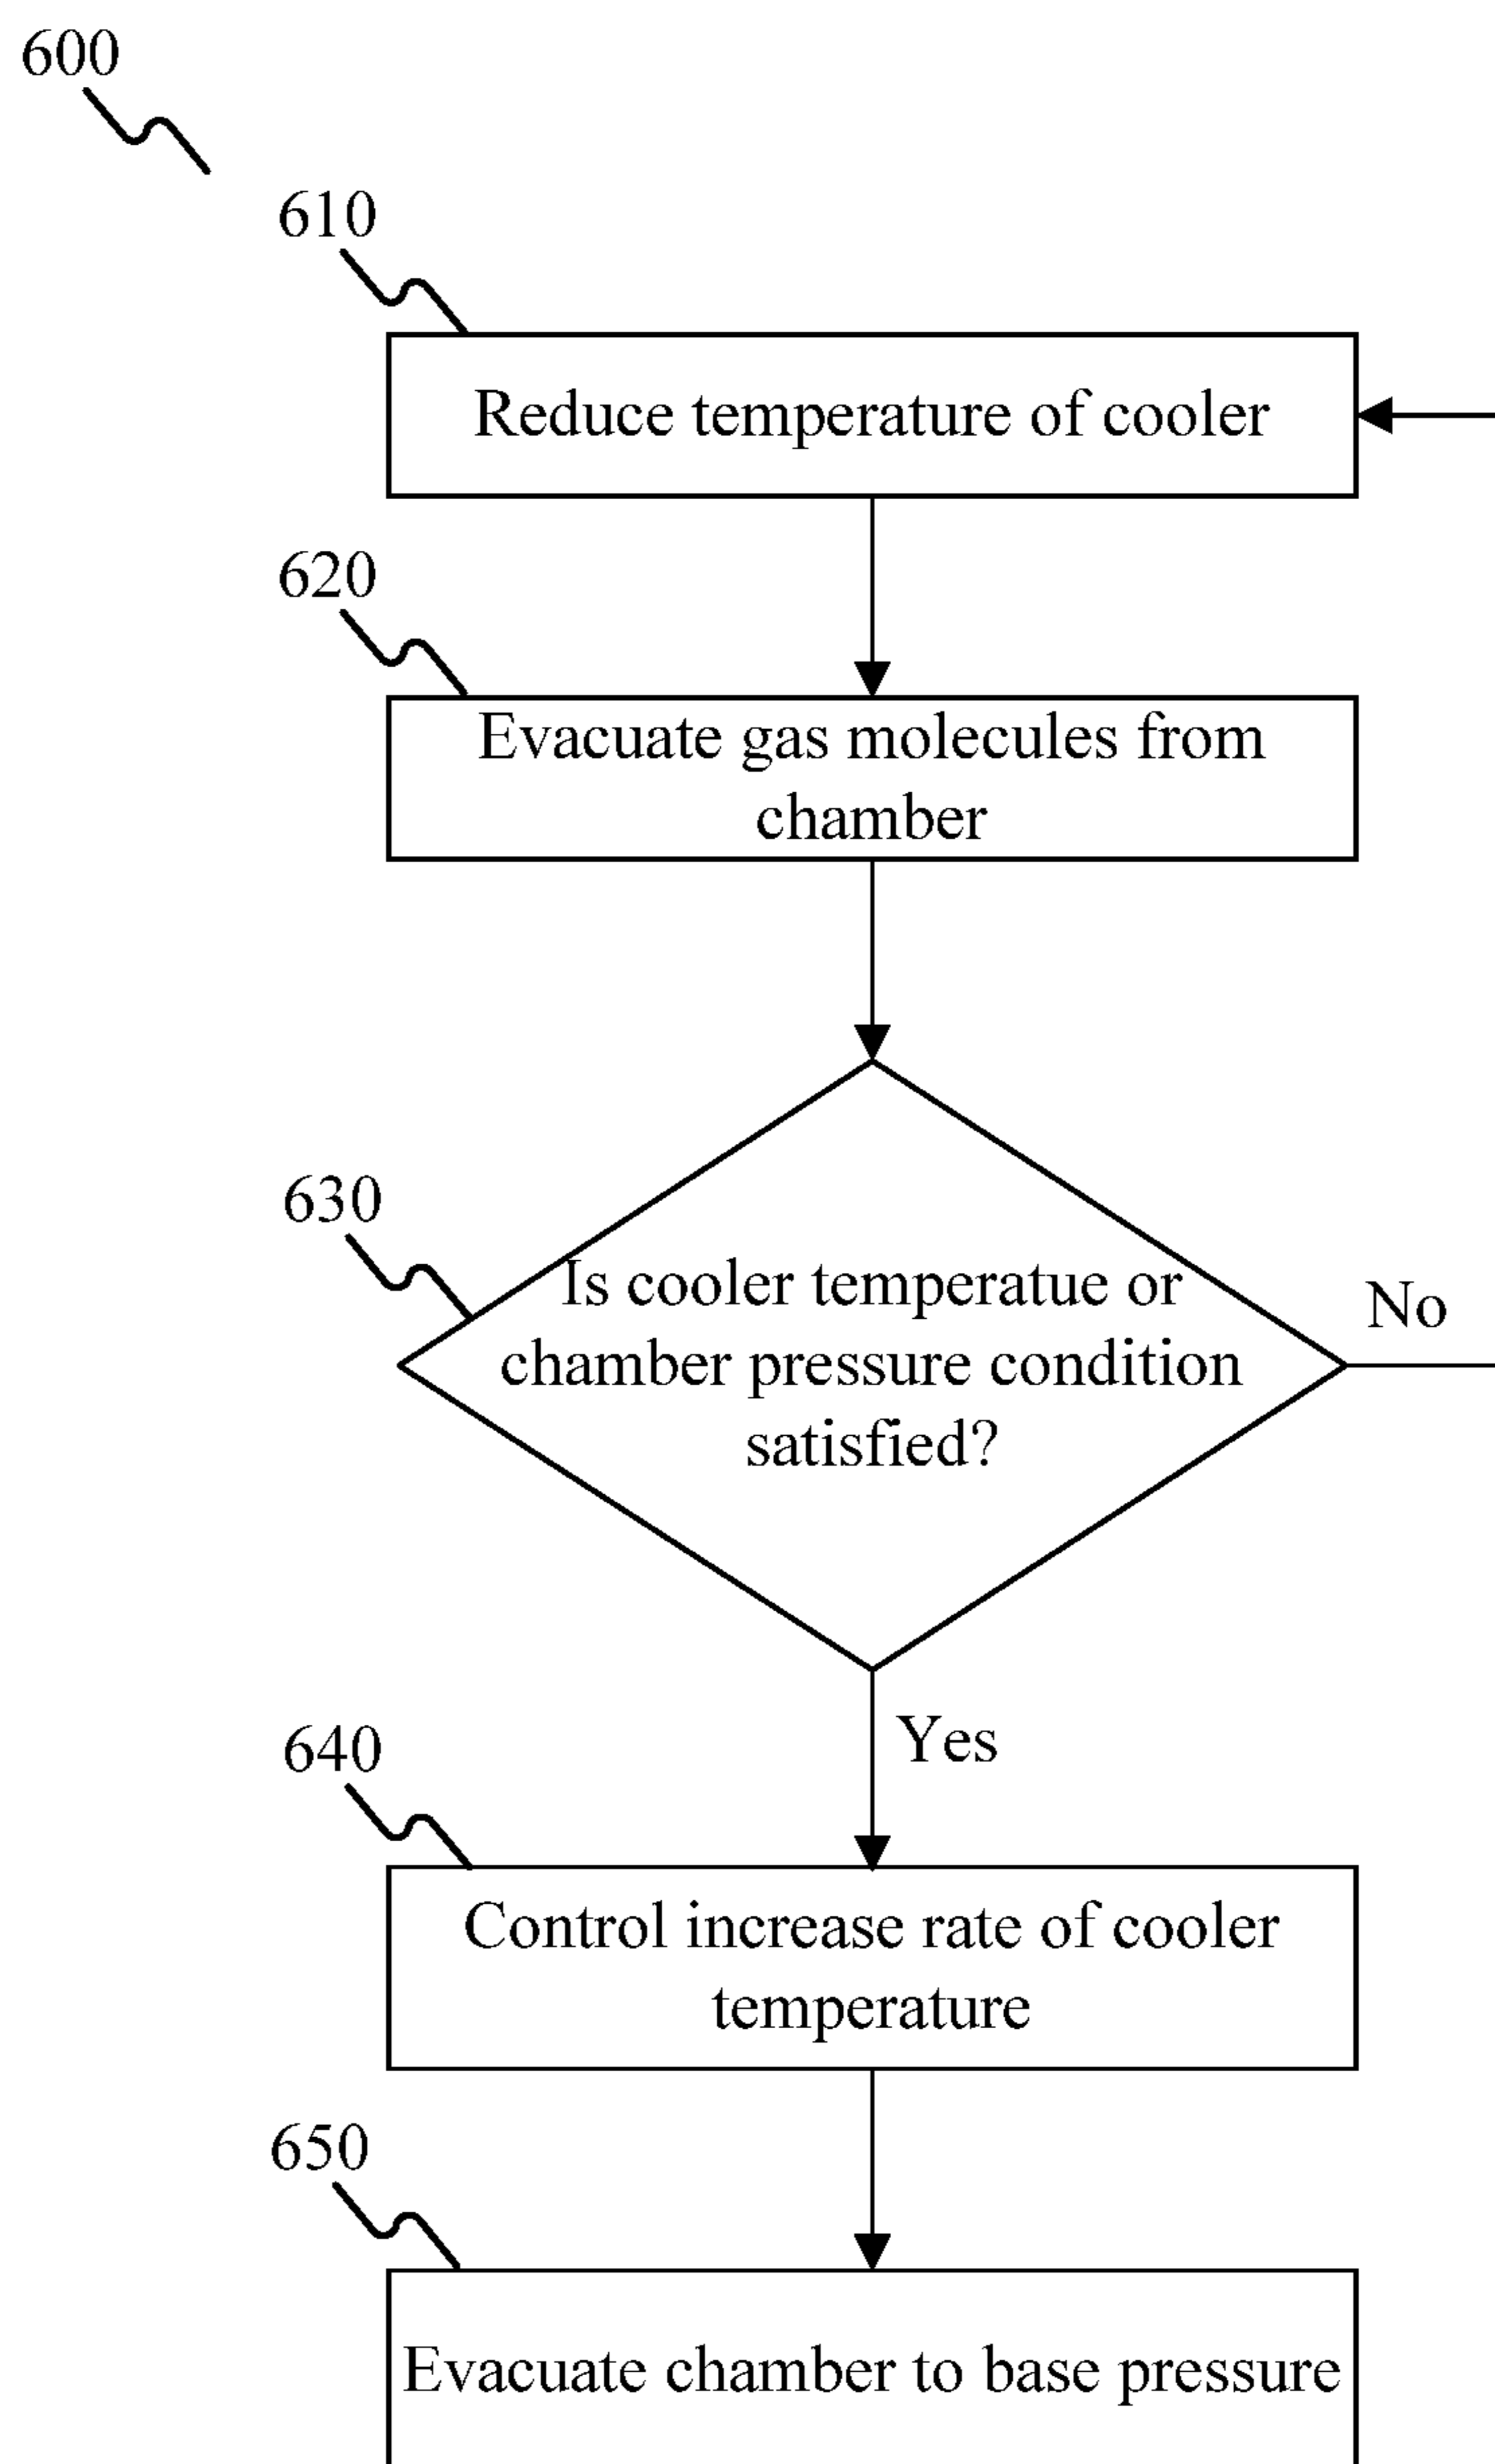 600
610
Reduce temperature of cooler
620
Evacuate gas molecules from
chamber
630
Is cooler temperatue or
chamber pressure condition
satisfied?
No
Yes
640
Control increase rate of cooler
temperature
650
Evacuate chamber to base pressure